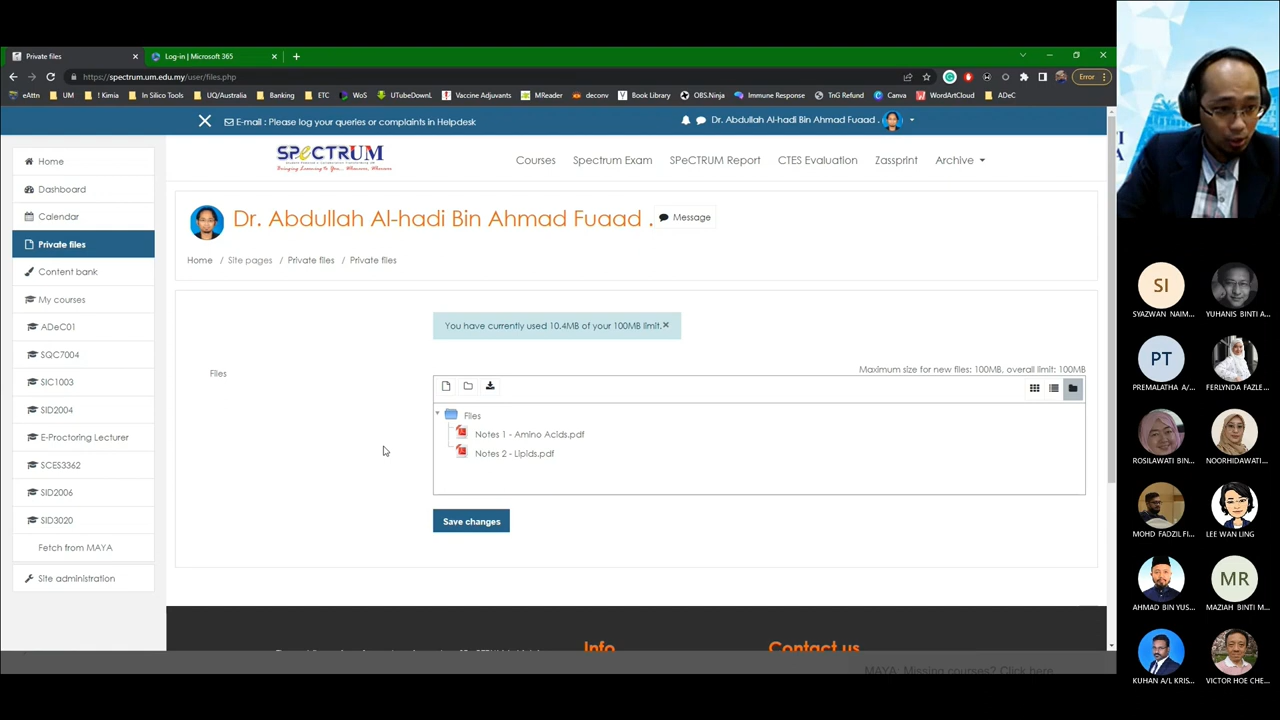 Private files
Log-in | Microsoft 365
https://spectrum.um.edu.my/user/files.php
Error
eAttn
UM
! Kimia
In Silico Tools
UQ/Australia
Banking
ETC
WoS
UTubeDownL
Vaccine Adjuvants
MReader
deconv
Book Library
OBS.Ninja
Immune Response
TnG Refund
Canva
WordArtCloud
ADeC
E-mail : Please log your queries or complaints in Helpdesk
Dr. Abdullah Al-hadi Bin Ahmad Fuaad .
SPeCTRUM
Courses
Spectrum Exam
SPeCTRUM Report
CTES Evaluation
Zassprint
Archive
Home
Dashboard
Calendar
Private files
Content bank
My courses
ADeC01
SQC7004
SIC1003
SID2004
E-Proctoring Lecturer
SCES3362
SID2006
SID3020
Fetch from MAYA
Site administration
Dr. Abdullah Al-hadi Bin Ahmad Fuaad .
Message
Home / Site pages / Private files / Private files
You have currently used 10.4MB of your 100MB limit.
Files
Maximum size for new files: 100MB, overall limit: 100MB
Files
Notes 1 - Amino Acids.pdf
Notes 2 - Lipids.pdf
Save changes
Info
Contact us
MAYA: Missing courses? Click here
SI
SYAZWAN NAIM...
YUHANIS BINTI A...
PT
PREMALATHA A/...
FERLYNDA FAZLE...
ROSILAWATI BIN...
NOORHIDAWATI...
MOHD FADZIL FI...
LEE WAN LING
AHMAD BIN YUS...
MR
MAZIAH BINTI M...
KUHAN A/L KRIS...
VICTOR HOE CHE...